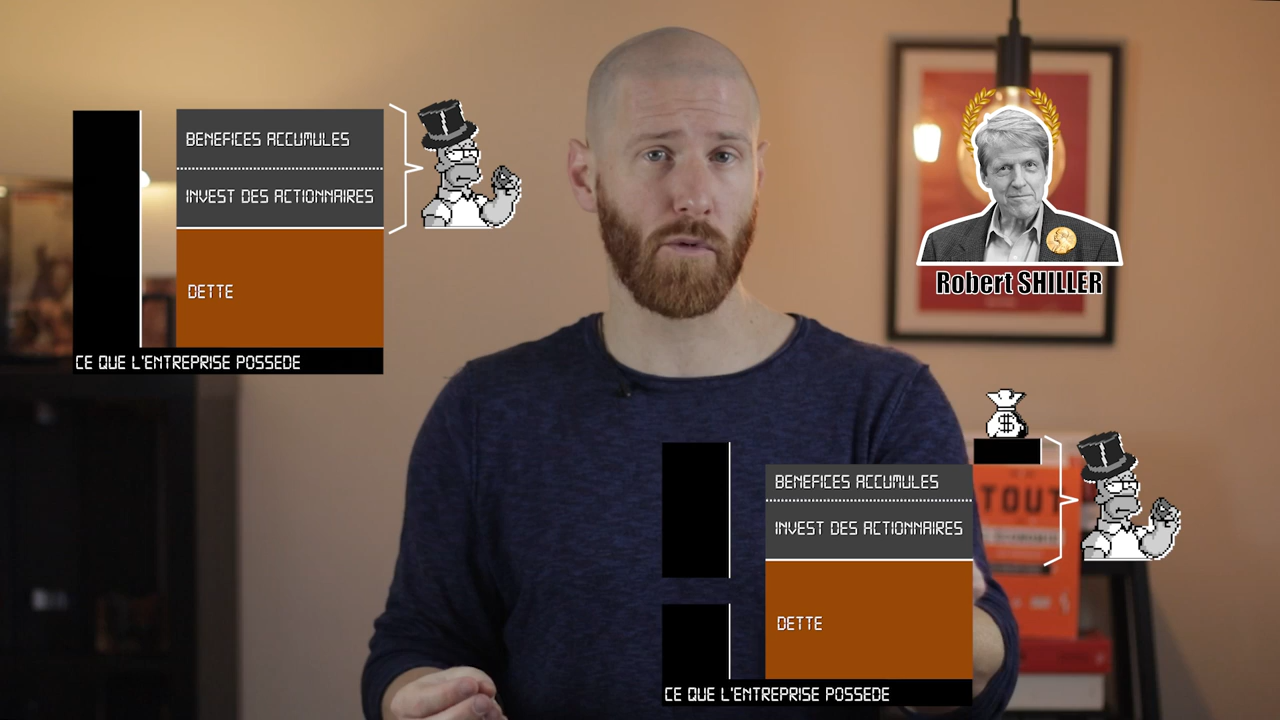 BENEFICES ACCUMULES
INVEST DES ACTIONNAIRES
DETTE
CE QUE L'ENTREPRISE POSSEDE
Robert SHILLER
BENEFICES ACCUMULES
INVEST DES ACTIONNAIRES
DETTE
CE QUE L'ENTREPRISE POSSEDE
TOUT